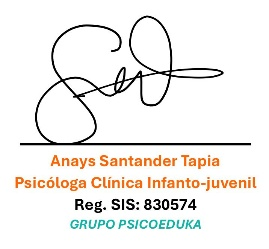 Anays Santander Tapia
Psicóloga Clínica Infanto-juvenil
Reg. SIS: 830574
GRUPO PSICOEDUKA